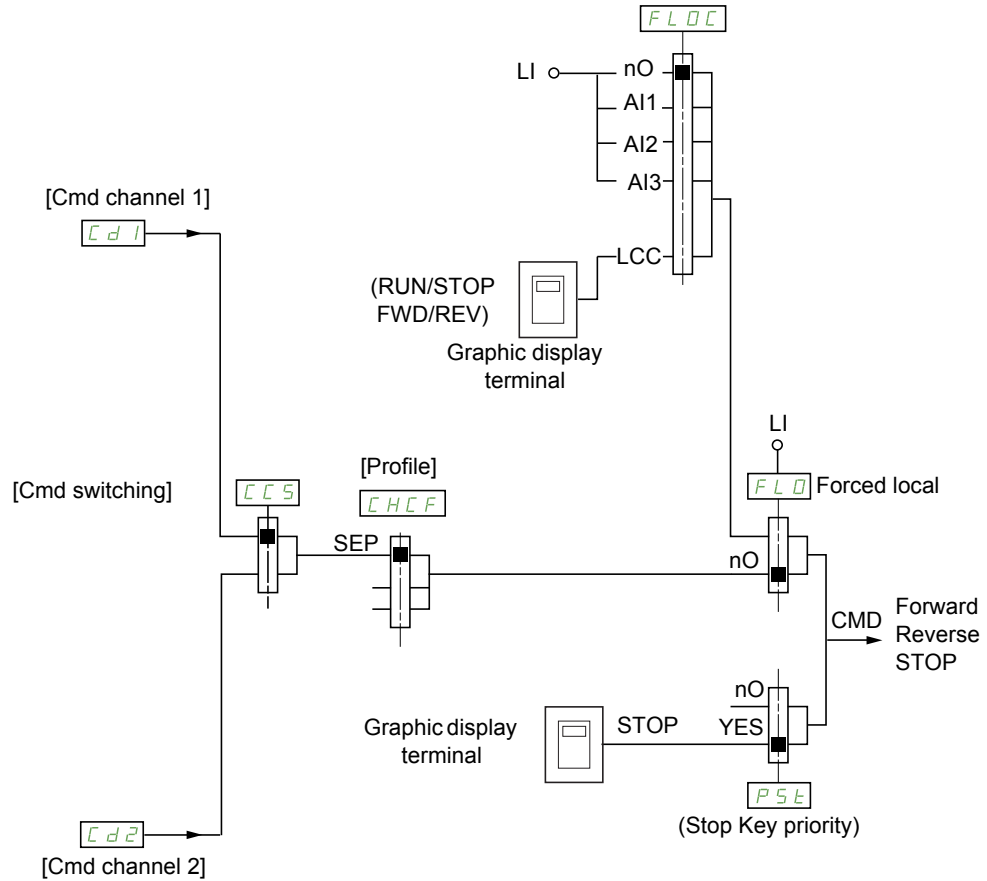 FLOC
LI
nO
AI1
AI2
AI3
LCC
[Cmd channel 1]
Cd1
(RUN/STOP
FWD/REV)
Graphic display
terminal
LI
[Profile]
[Cmd switching]
CCS
CHCF
FLO
Forced local
SEP
nO
CMD
Forward
Reverse
STOP
nO
Graphic display
terminal
STOP
YES
PSt
(Stop Key priority)
Cd2
[Cmd channel 2]